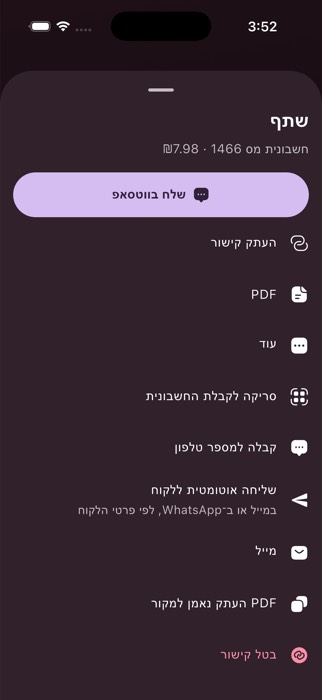 3:52
שתף
חשבונית מס 1466 · ₪7.98
שלח בווטסאפ
העתק קישור
PDF
עוד
סריקה לקבלת החשבונית
קבלה למספר טלפון
שליחה אוטומטית ללקוח
במייל או ב־WhatsApp, לפי פרטי הלקוח
מייל
PDF העתק נאמן למקור
בטל קישור